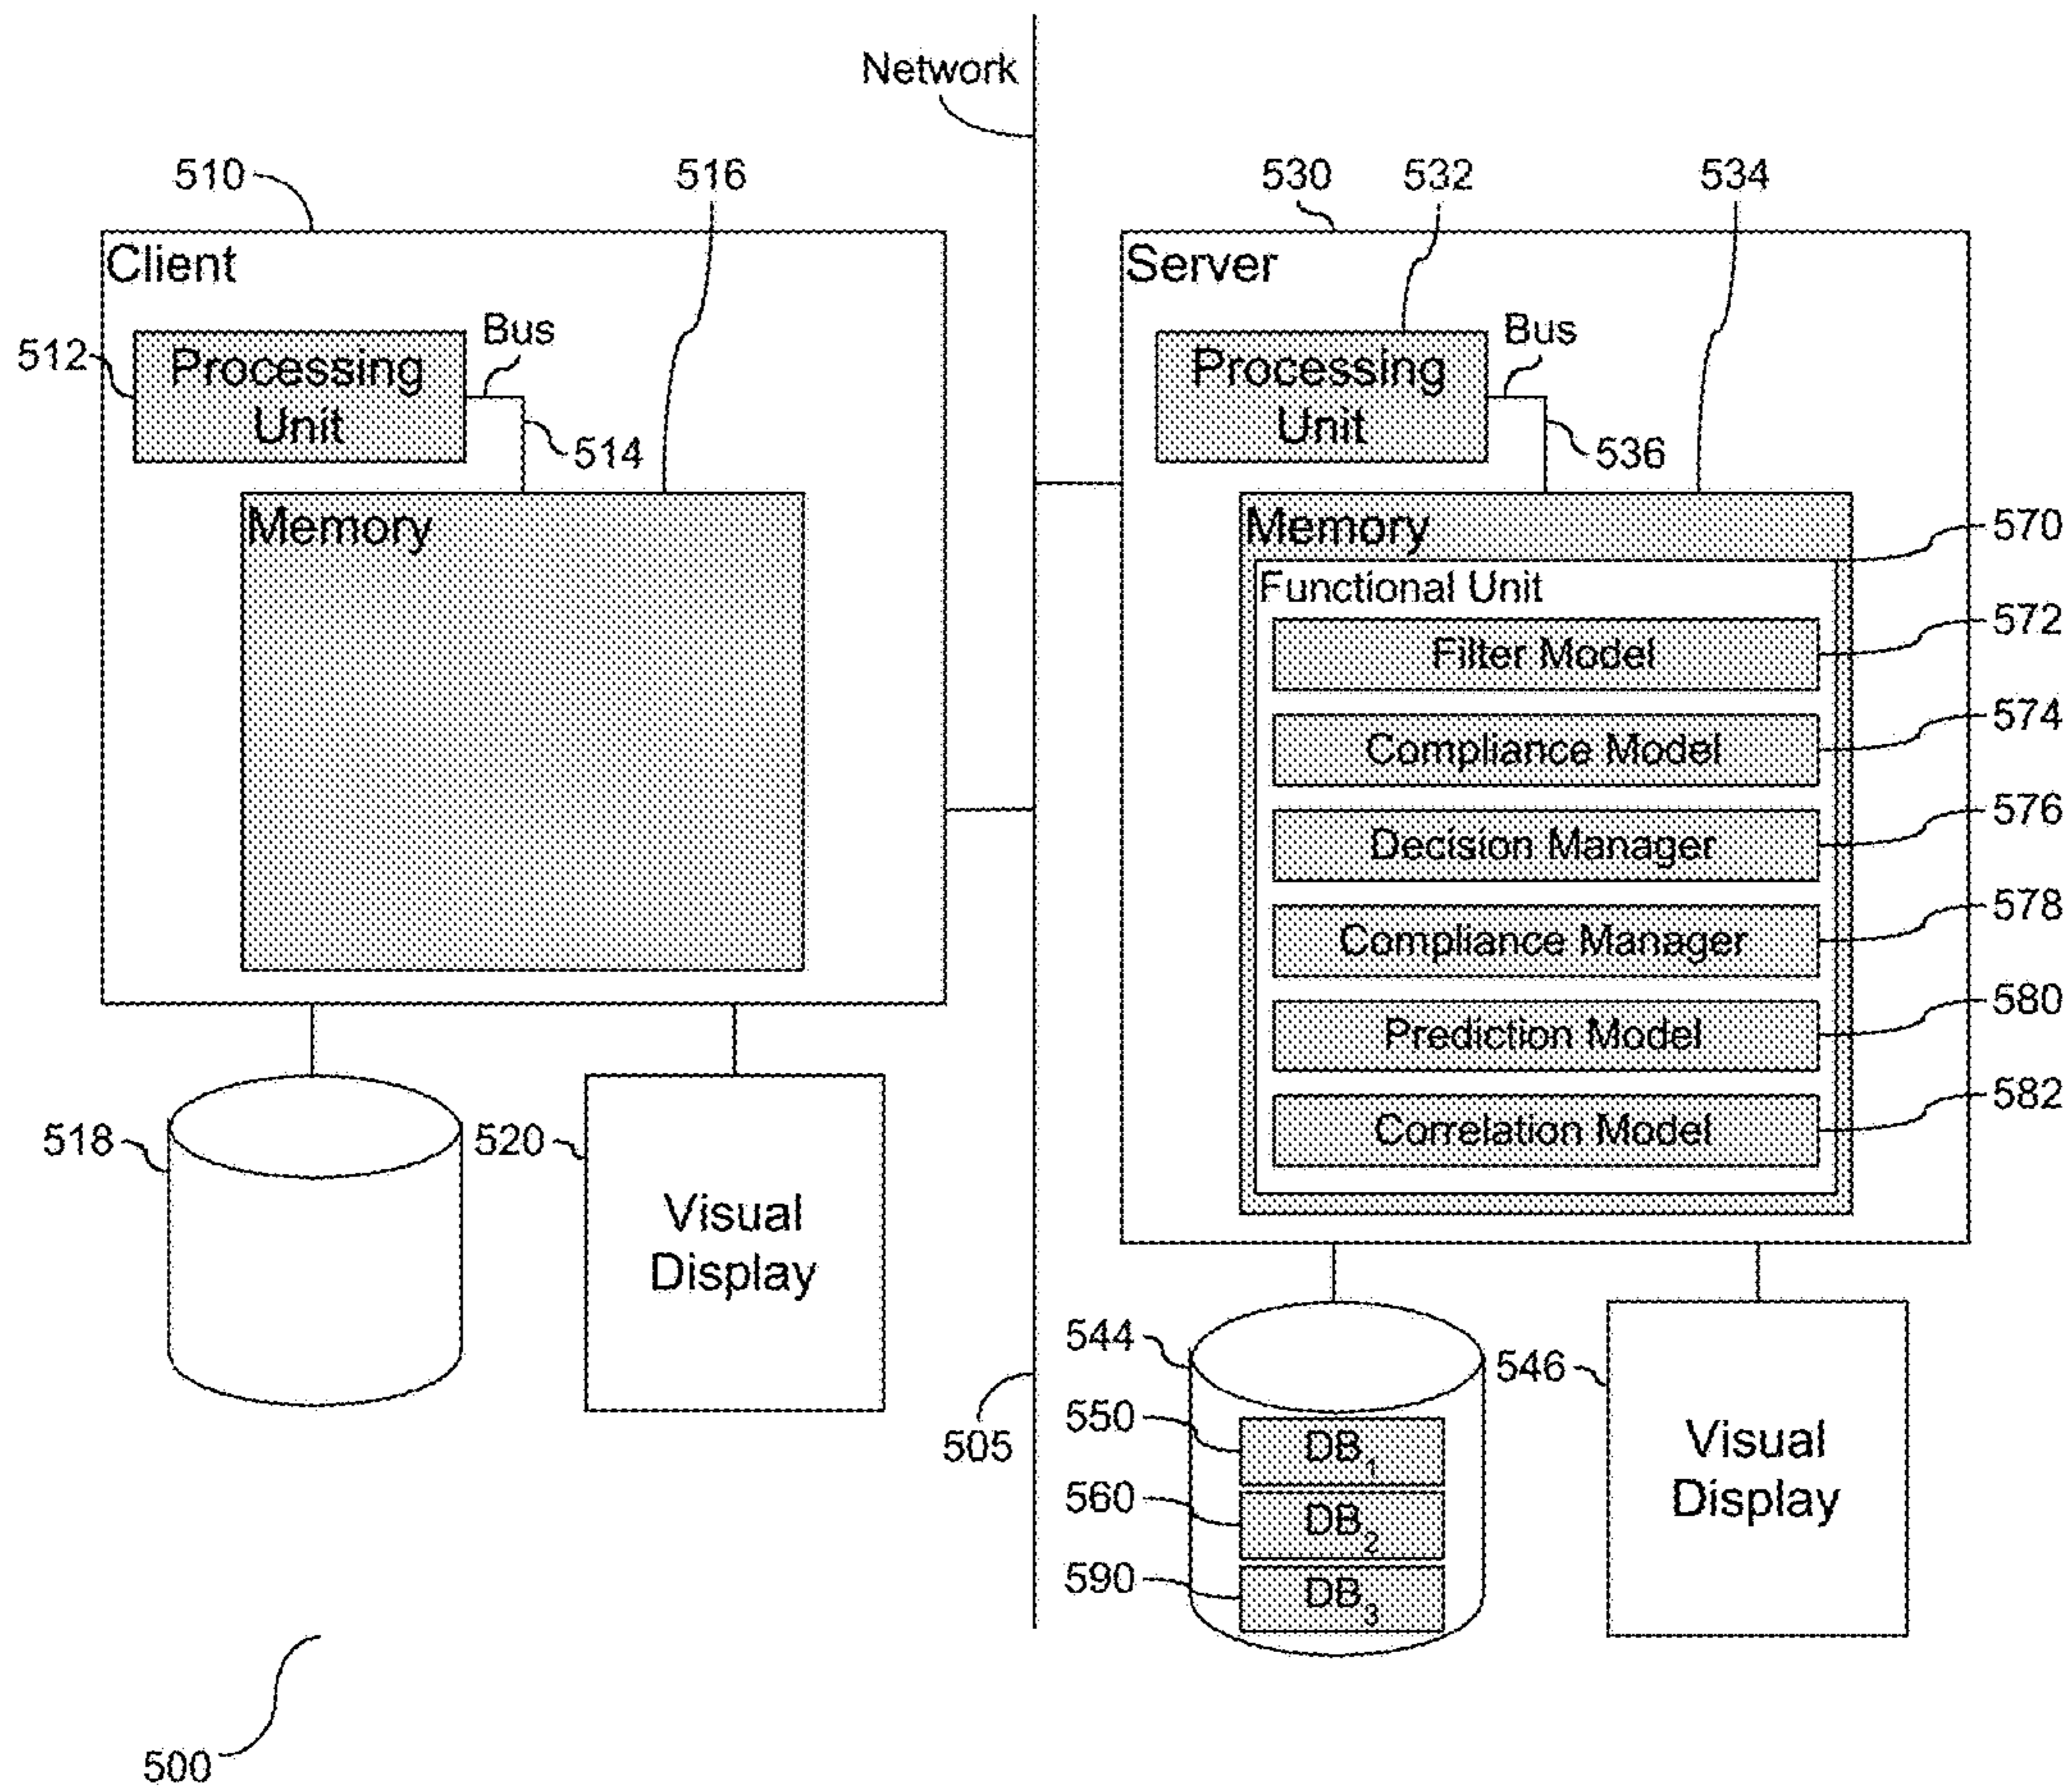 Network
510
516
530
532
534
Client
Server
512
Processing
Unit
Bus
514
Processing
Unit
Bus
536
Memory
Memory
570
Functional Unit
Filter Model
572
Compliance Model
574
Decision Manager
576
Compliance Manager
578
Prediction Model
580
Correlation Model
582
518
520
Visual
Display
505
544
550
DB1
560
DB2
590
DB3
546
Visual
Display
500